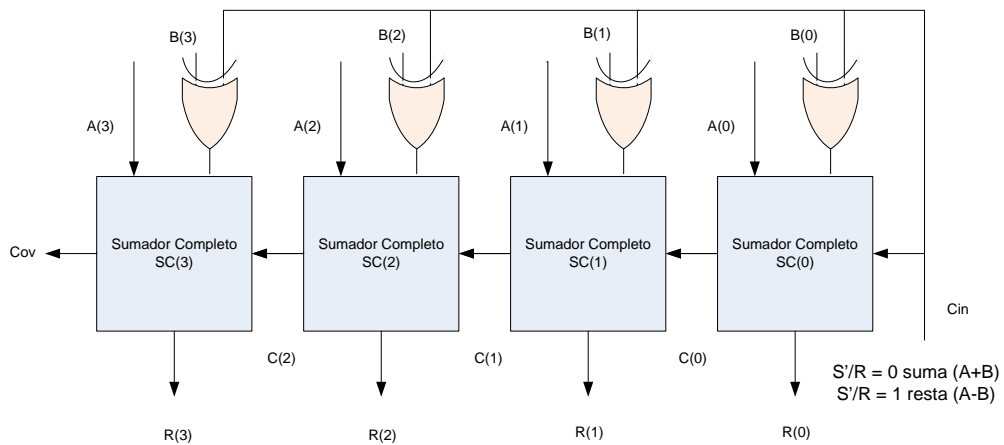 B(3)
B(2)
B(1)
B(0)
A(3)
A(2)
A(1)
A(0)
Sumador Completo
SC(3)
Sumador Completo
SC(2)
Sumador Completo
SC(1)
Sumador Completo
SC(0)
Cov
Cin
C(2)
C(1)
C(0)
S'/R = 0 suma (A+B)
S'/R = 1 resta (A-B)
R(3)
R(2)
R(1)
R(0)